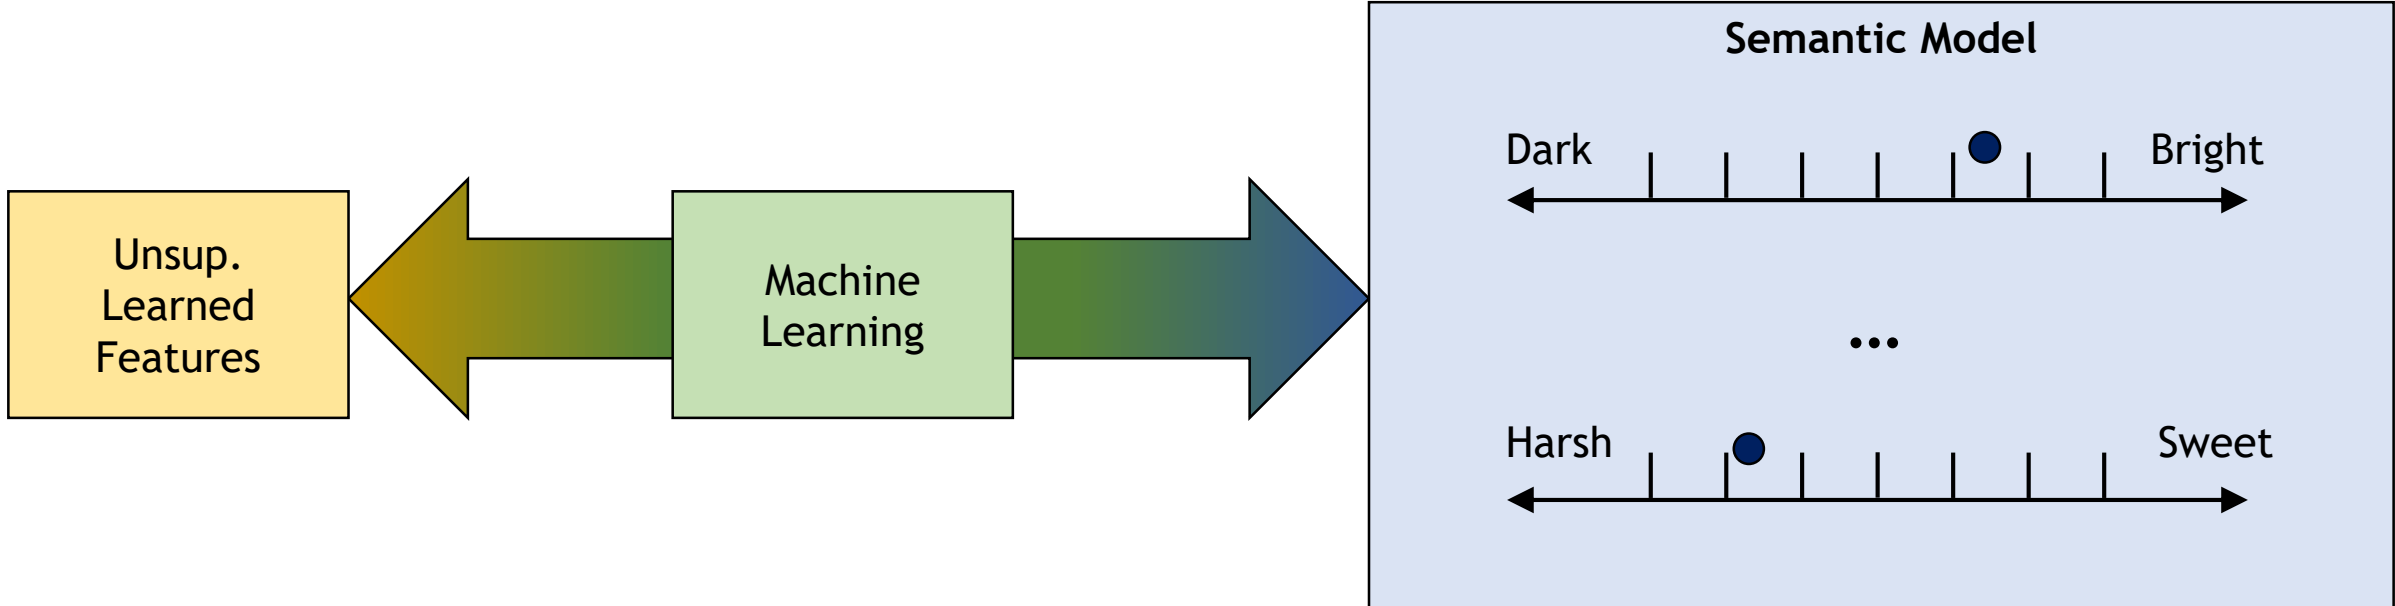 Semantic Model
Dark
Bright
Unsup.
Learned
Features
Machine
Learning
...
Harsh
Sweet